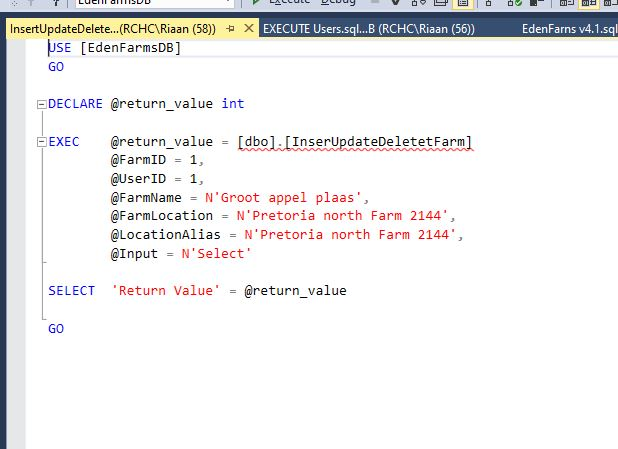 EdenFarmsDB
Execute Debug
InsertUpdateDelete...(RCHC\Riaan (58)) EXECUTE Users.sql...B (RCHC\Riaan (56)) EdenFarns v4.1.sql
USE [EdenFarmsDB]
GO
DECLARE @return_value int
EXEC @return_value = [dbo].[InserUpdateDeletetFarm]
@FarmID = 1,
@UserID = 1,
@FarmName = N'Groot appel plaas',
@FarmLocation = N'Pretoria north Farm 2144',
@LocationAlias = N'Pretoria north Farm 2144',
@Input = N'Select'
SELECT 'Return Value' = @return_value
GO